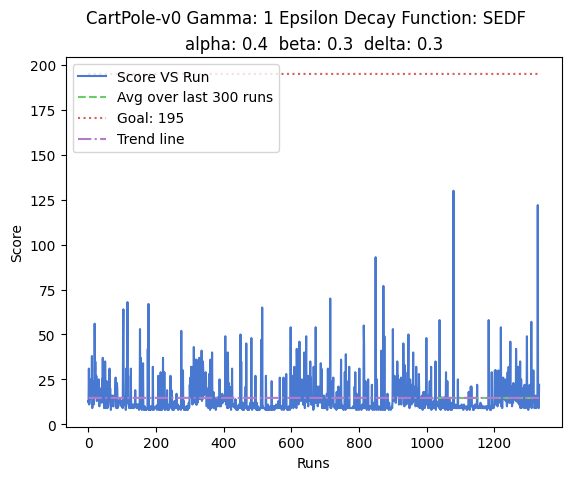 CartPole-v0 Gamma: 1 Epsilon Decay Function: SEDF
alpha: 0.4 beta: 0.3 delta: 0.3
Score VS Run
Avg over last 300 runs
Goal: 195
Trend line
200
175
150
125
100
75
50
25
0
Score
0 200 400 600 800 1000 1200
Runs